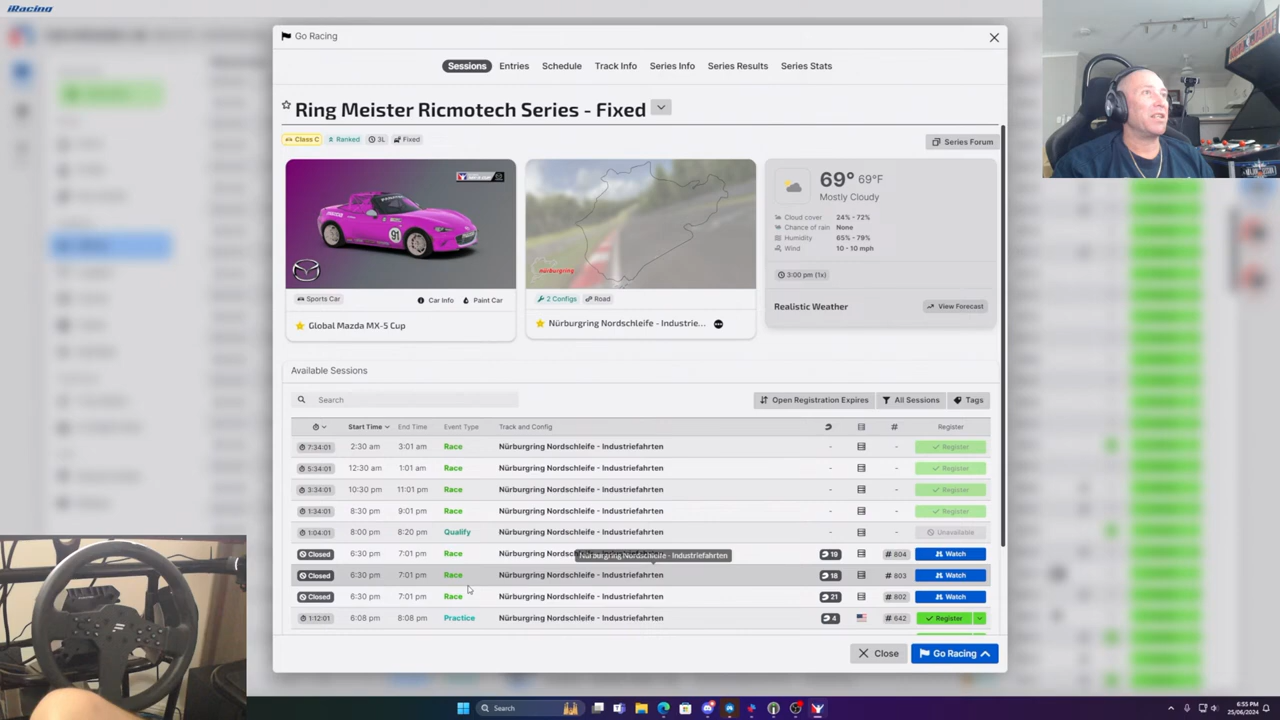 iRacing
Go Racing
Sessions Entries Schedule Track Info Series Info Series Results Series Stats
Ring Meister Ricmotech Series - Fixed
Class C Ranked 3L Fixed
Series Forum
91
nürburgring
69° 69°F
Mostly Cloudy
Cloud cover 24% - 72%
Chance of rain None
Humidity 65% - 79%
Wind 10 - 10 mph
3:00 pm (1x)
Realistic Weather View Forecast
Sports Car Car Info Paint Car
Global Mazda MX-5 Cup
2 Configs Road
Nürburgring Nordschleife - Industrie...
Available Sessions
Search Open Registration Expires All Sessions Tags
Start Time End Time Event Type Track and Config # Register
7:34:01 2:30 am 3:01 am Race Nürburgring Nordschleife - Industriefahrten - - Register
5:34:01 12:30 am 1:01 am Race Nürburgring Nordschleife - Industriefahrten - - Register
3:34:01 10:30 pm 11:01 pm Race Nürburgring Nordschleife - Industriefahrten - - Register
1:34:01 8:30 pm 9:01 pm Race Nürburgring Nordschleife - Industriefahrten - - Register
1:04:01 8:00 pm 8:20 pm Qualify Nürburgring Nordschleife - Industriefahrten - - Unavailable
Closed 6:30 pm 7:01 pm Race Nürburgring Nordschleife - Industriefahrten 19 #804 Watch
Closed 6:30 pm 7:01 pm Race Nürburgring Nordschleife - Industriefahrten 18 #803 Watch
Closed 6:30 pm 7:01 pm Race Nürburgring Nordschleife - Industriefahrten 21 #802 Watch
1:12:01 6:08 pm 8:08 pm Practice Nürburgring Nordschleife - Industriefahrten 4 #642 Register
Close Go Racing
Search
6:55 PM
25/06/2024